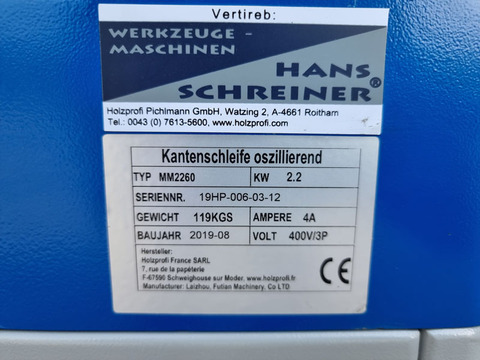 Vertrieb:
WERKZEUGE-
MASCHINEN
HANS
SCHREINER®
Holzprofi Pichlmann GmbH, Watzing 2, A-4661 Roitham
Tel.: 0043 (0) 7613-5600, www.holzprofi.com
Kantenschleife oszillierend
TYP MM2260 KW 2.2
SERIENNR. 19HP-006-03-12
GEWICHT 119KGS AMPERE 4A
BAUJAHR 2019-08 VOLT 400V/3P
Hersteller:
Holzprofi France SARL
7, rue de la papéterie
F-67590 Schweighouse sur Moder. www.holzprofi.fr
Manufacturer: Laizhou, Futian Machinery, Co LTD
CE